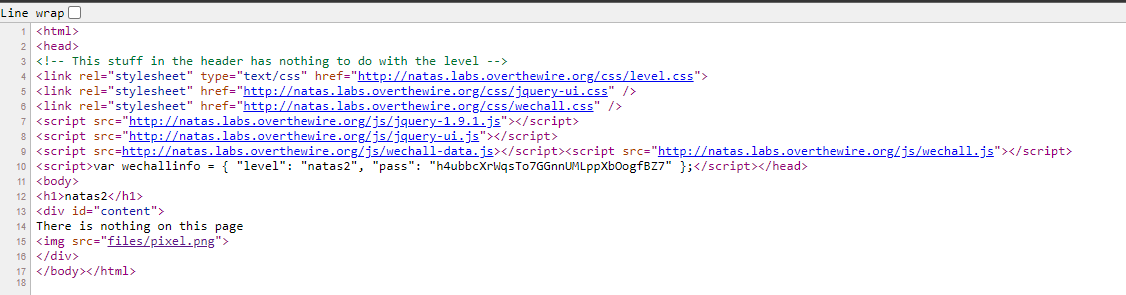 Line wrap
1 <html>
2 <head>
3 <!-- This stuff in the header has nothing to do with the level -->
4 <link rel="stylesheet" type="text/css" href="http://natas.labs.overthewire.org/css/level.css">
5 <link rel="stylesheet" href="http://natas.labs.overthewire.org/css/jquery-ui.css" />
6 <link rel="stylesheet" href="http://natas.labs.overthewire.org/css/wechall.css" />
7 <script src="http://natas.labs.overthewire.org/js/jquery-1.9.1.js"></script>
8 <script src="http://natas.labs.overthewire.org/js/jquery-ui.js"></script>
9 <script src=http://natas.labs.overthewire.org/js/wechall-data.js></script><script src="http://natas.labs.overthewire.org/js/wechall.js"></script>
10 <script>var wechallinfo = { "level": "natas2", "pass": "h4ubbcXrWqsTo7GGnnUMLppXbOogfBZ7" };</script></head>
11 <body>
12 <h1>natas2</h1>
13 <div id="content">
14 There is nothing on this page
15 <img src="files/pixel.png">
16 </div>
17 </body></html>
18